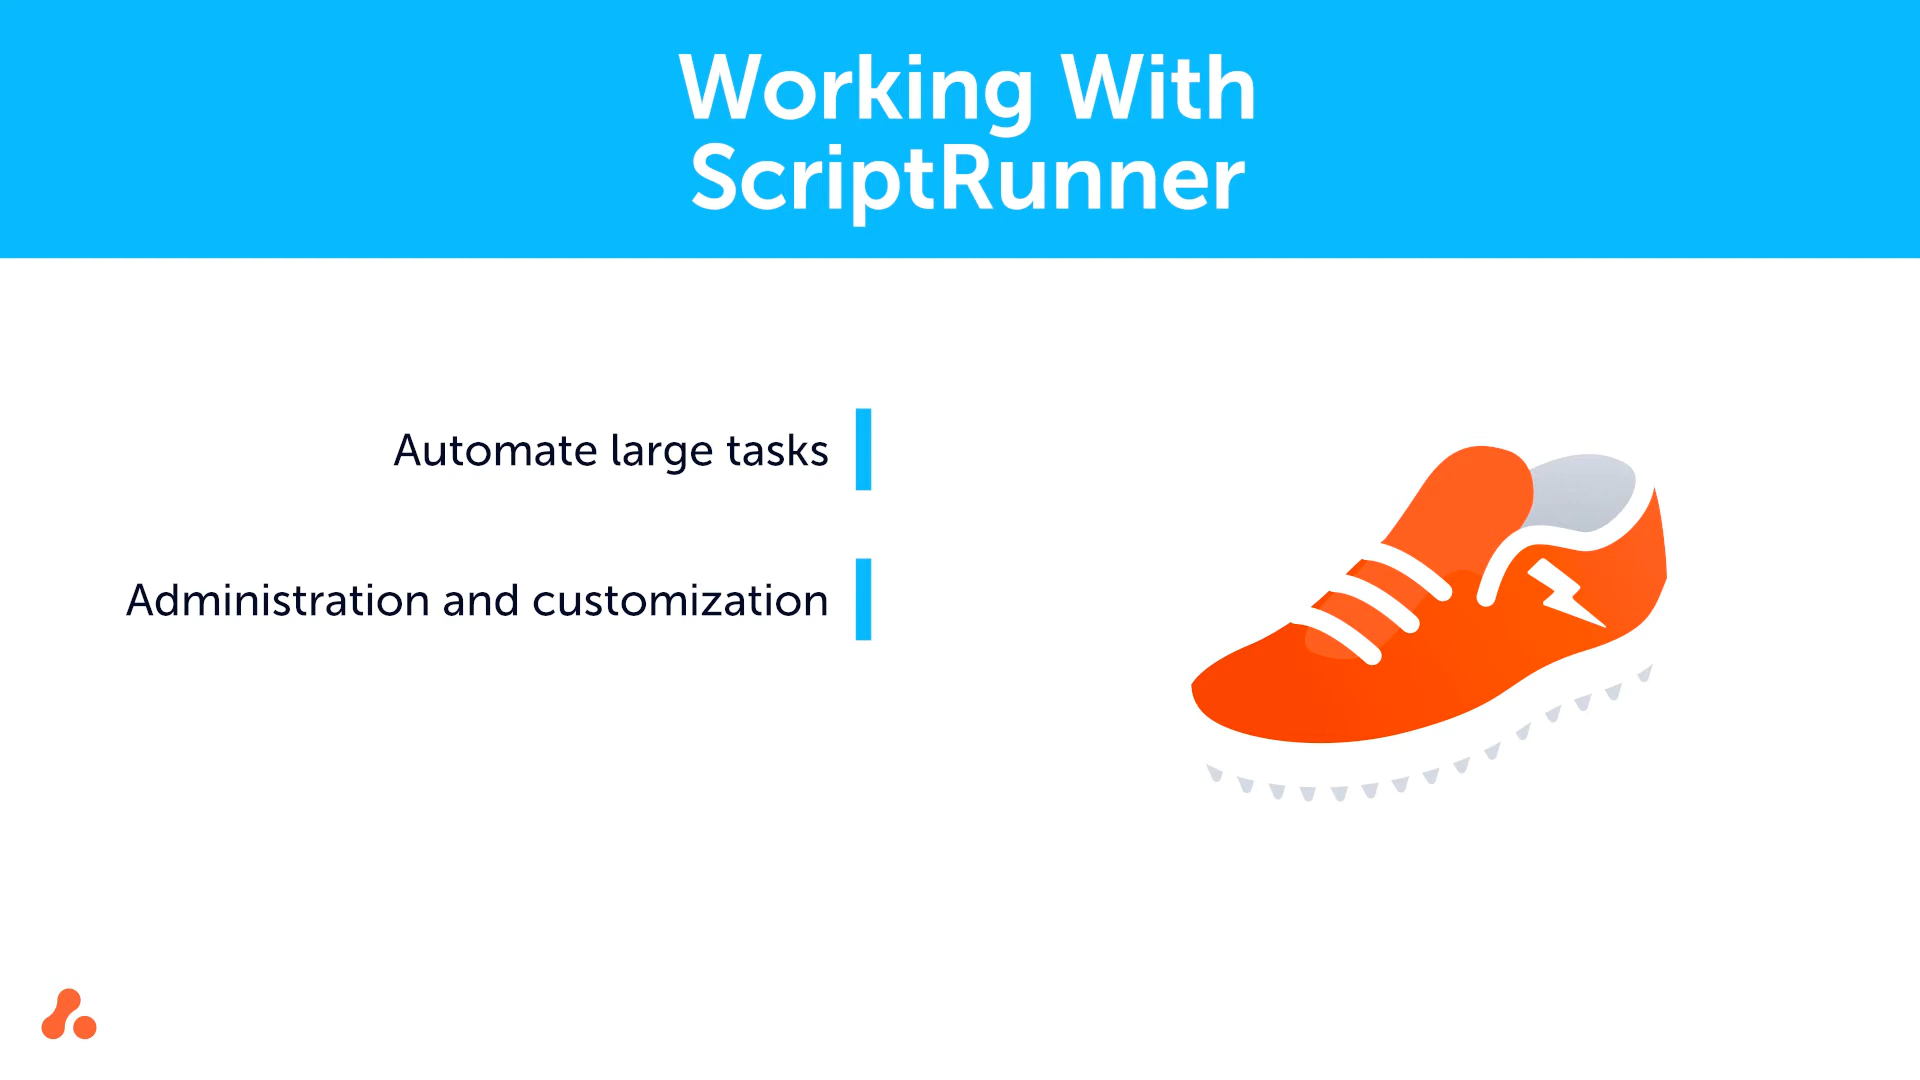 Working With
ScriptRunner
Automate large tasks
Administration and customization